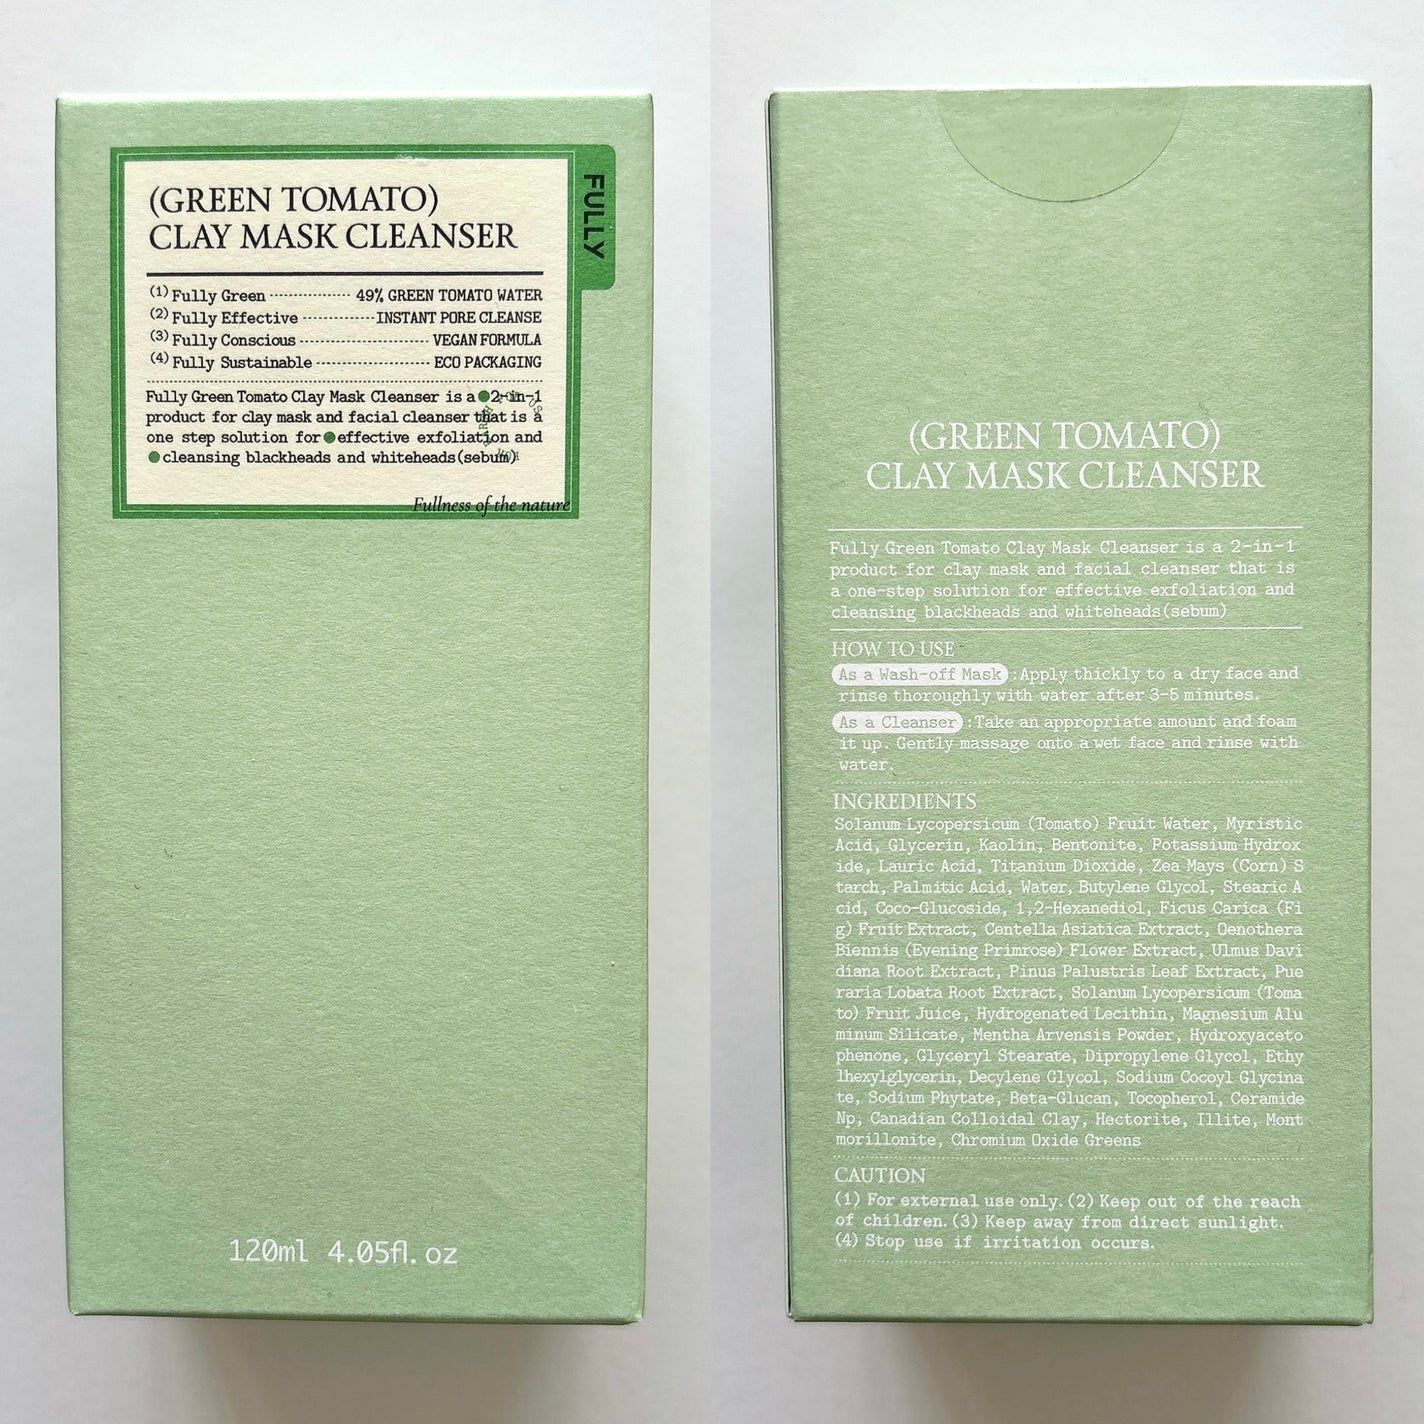 FULLY
(GREEN TOMATO)
CLAY MASK CLEANSER
(1) Fully Green ---------------- 49% GREEN TOMATO WATER
(2) Fully Effective -------------- INSTANT PORE CLEANSE
(3) Fully Conscious ------------------------- VEGAN FORMULA
(4) Fully Sustainable ---------------------- ECO PACKAGING
Fully Green Tomato Clay Mask Cleanser is a ●2-in-1
product for clay mask and facial cleanser that is a
one step solution for ●effective exfoliation and
●cleansing blackheads and whiteheads(sebum)
Fullness of the nature
120ml 4.05fl. oz
(GREEN TOMATO)
CLAY MASK CLEANSER
Fully Green Tomato Clay Mask Cleanser is a 2-in-1
product for clay mask and facial cleanser that is
a one-step solution for effective exfoliation and
cleansing blackheads and whiteheads(sebum)
HOW TO USE
As a Wash-off Mask :Apply thickly to a dry face and
rinse thoroughly with water after 3-5 minutes.
As a Cleanser :Take an appropriate amount and foam
it up. Gently massage onto a wet face and rinse with
water.
INGREDIENTS
Solanum Lycopersicum (Tomato) Fruit Water, Myristic
Acid, Glycerin, Kaolin, Bentonite, Potassium Hydrox
ide, Lauric Acid, Titanium Dioxide, Zea Mays (Corn) S
tarch, Palmitic Acid, Water, Butylene Glycol, Stearic A
cid, Coco-Glucoside, 1,2-Hexanediol, Ficus Carica (Fi
g) Fruit Extract, Centella Asiatica Extract, Oenothera
Biennis (Evening Primrose) Flower Extract, Ulmus Davi
diana Root Extract, Pinus Palustris Leaf Extract, Pue
raria Lobata Root Extract, Solanum Lycopersicum (Toma
to) Fruit Juice, Hydrogenated Lecithin, Magnesium Alu
minum Silicate, Mentha Arvensis Powder, Hydroxyaceto
phenone, Glyceryl Stearate, Dipropylene Glycol, Ethy
lhexylglycerin, Decylene Glycol, Sodium Cocoyl Glycina
te, Sodium Phytate, Beta-Glucan, Tocopherol, Ceramide
Np, Canadian Colloidal Clay, Hectorite, Illite, Mont
morillonite, Chromium Oxide Greens
CAUTION
(1) For external use only. (2) Keep out of the reach
of children. (3) Keep away from direct sunlight.
(4) Stop use if irritation occurs.